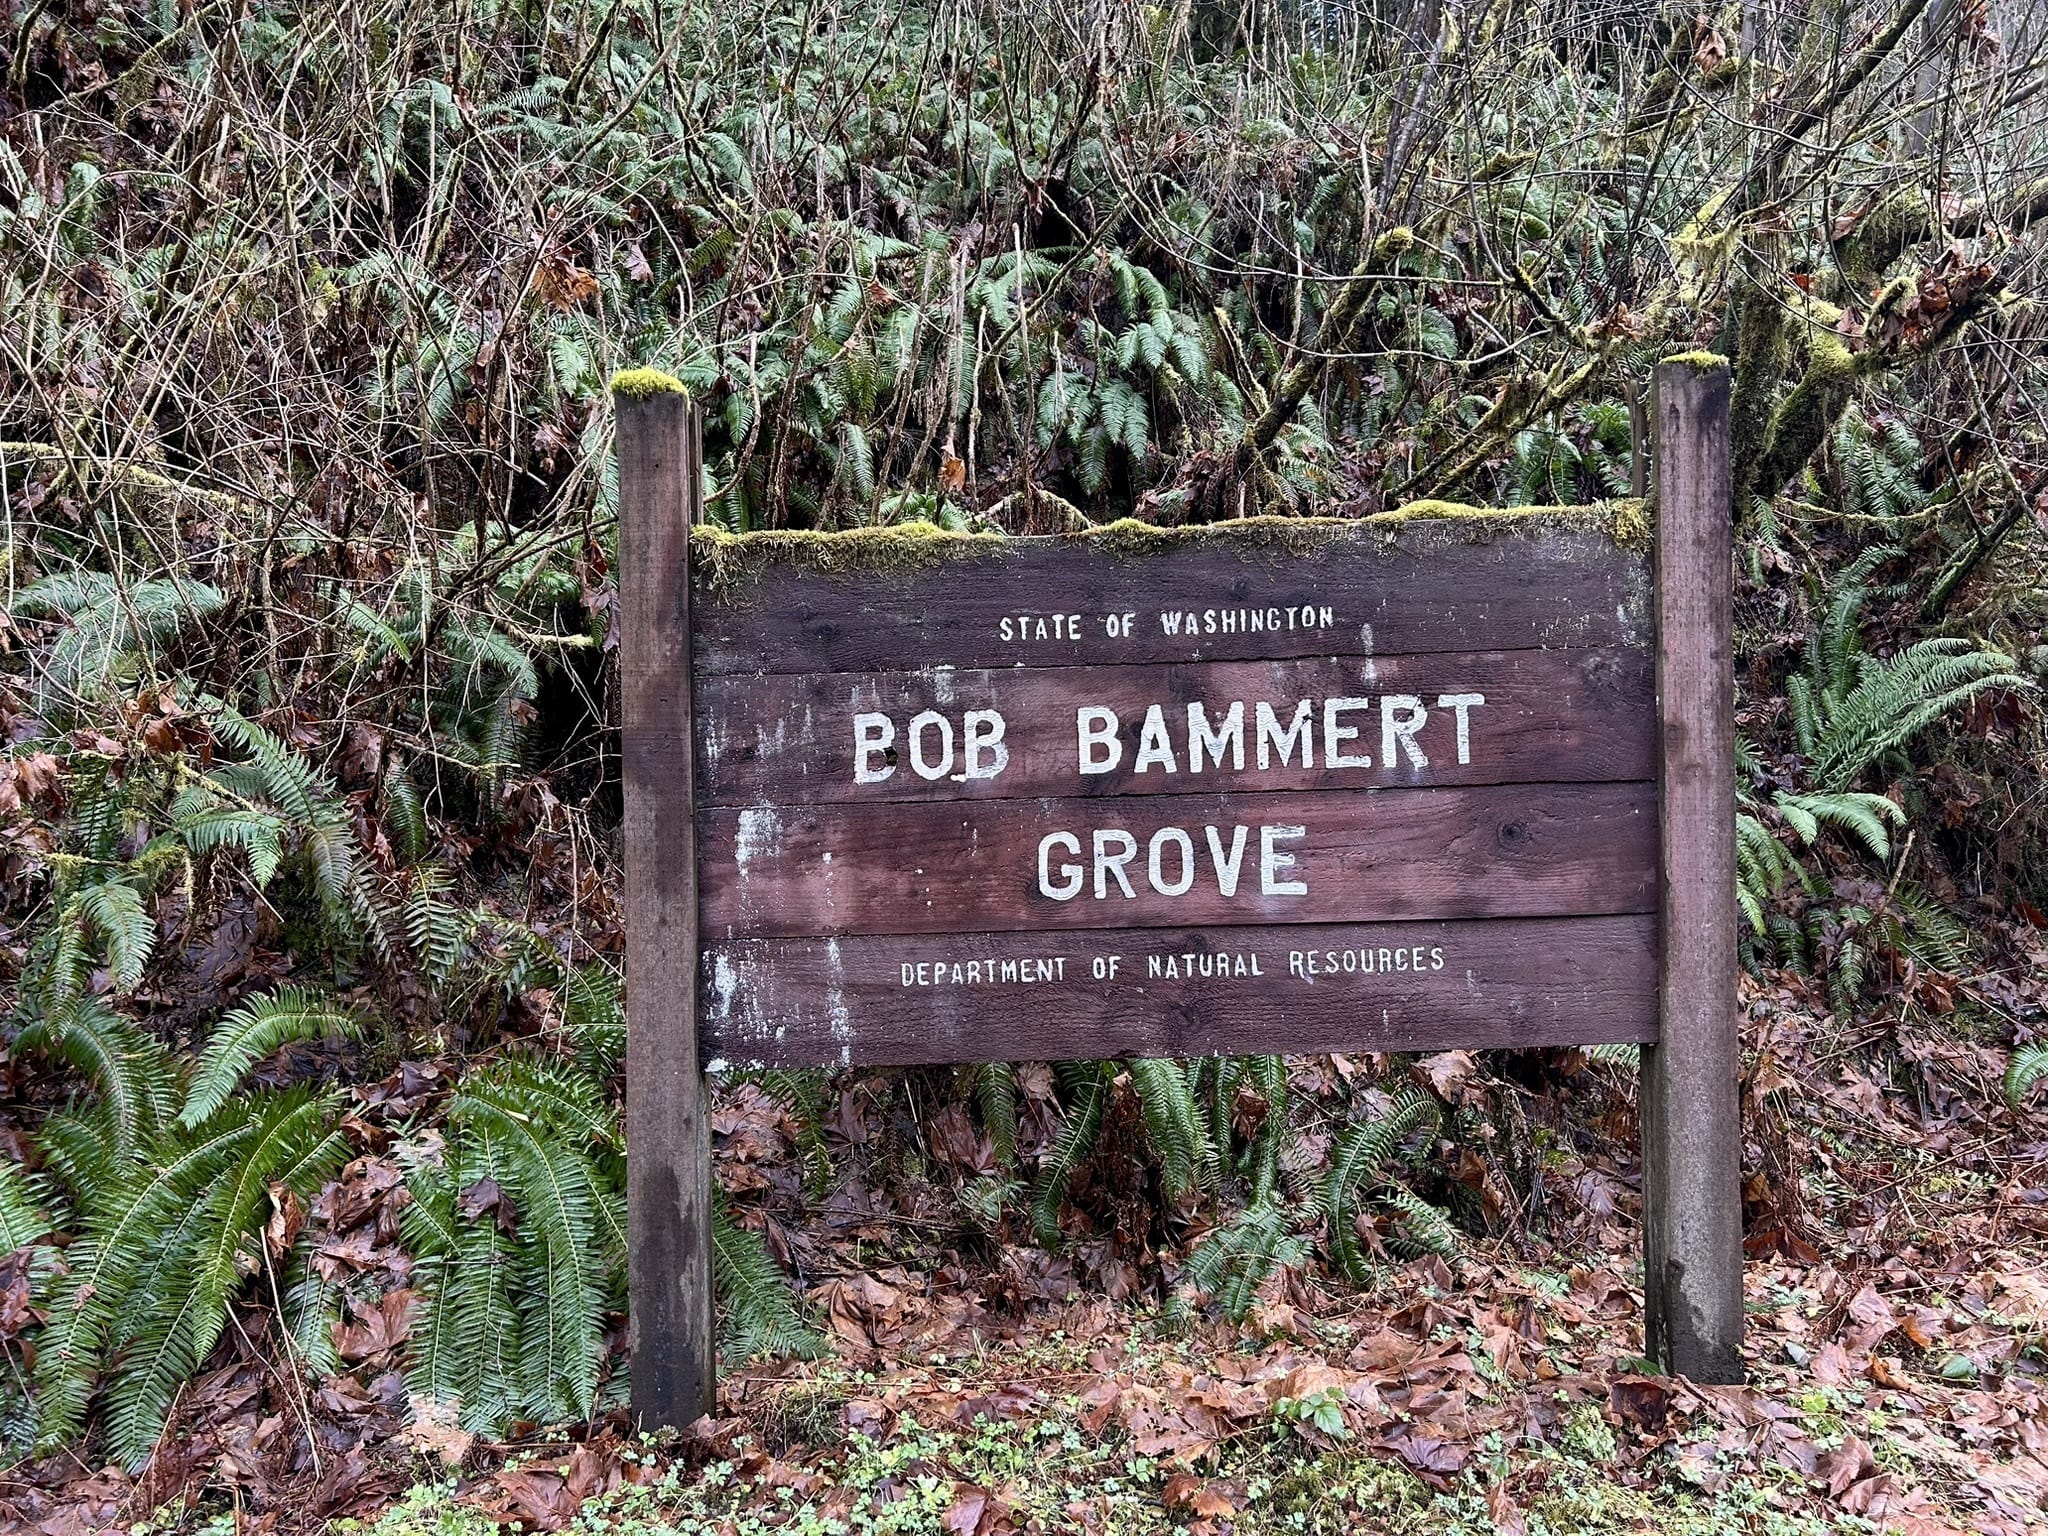 STATE OF WASHINGTON
BOB BAMMERT
GROVE
DEPARTMENT OF NATURAL RESOURCES